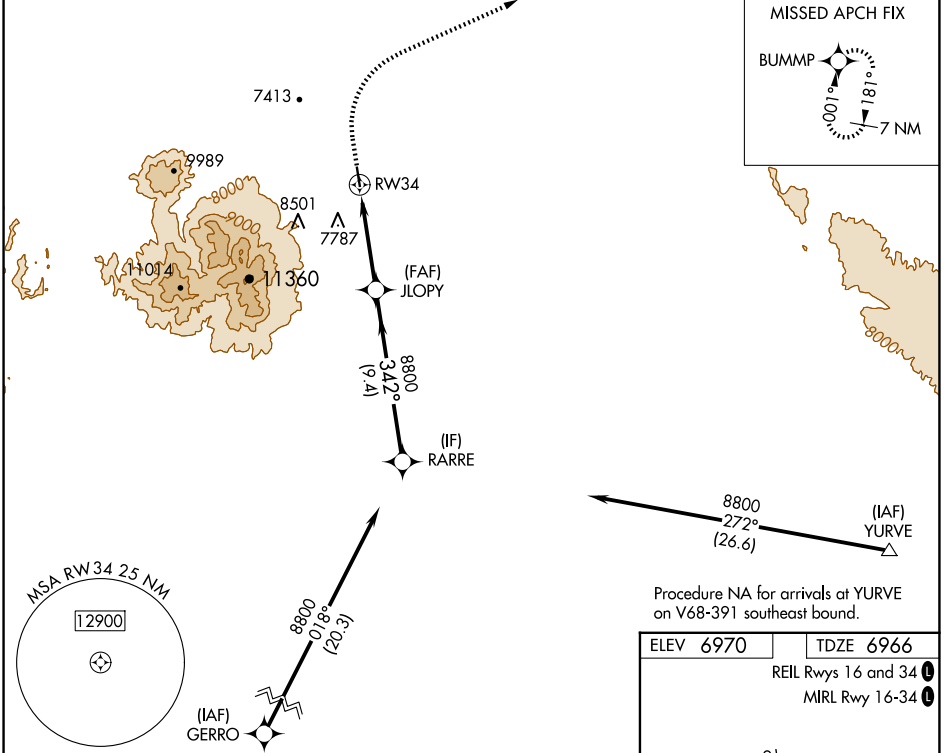 MISSED APCH FIX
BUMMP
001°
181°
7 NM
7413
9989
RW34
8000
8501
7787
11014
11360
(FAF)
JLOPY
8800
342°
(9.4)
8000
(IF)
RARRE
8800
272°
(26.6)
(IAF)
YURVE
MSA RW34 25 NM
12900
8800
018°
(20.3)
(IAF)
GERRO
Procedure NA for arrivals at YURVE
on V68-391 southeast bound.
ELEV 6970 TDZE 6966
REIL Rwys 16 and 34 L
MIRL Rwy 16-34 L